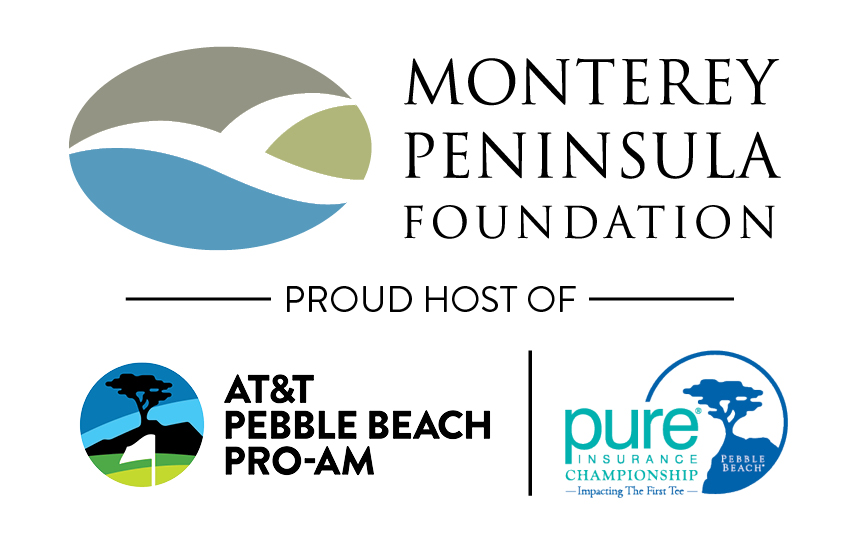 MONTEREY
PENINSULA
FOUNDATION
PROUD HOST OF
AT&T
PEBBLE BEACH
PRO-AM
pure®
INSURANCE
CHAMPIONSHIP
Impacting The First Tee
PEBBLE
BEACH®